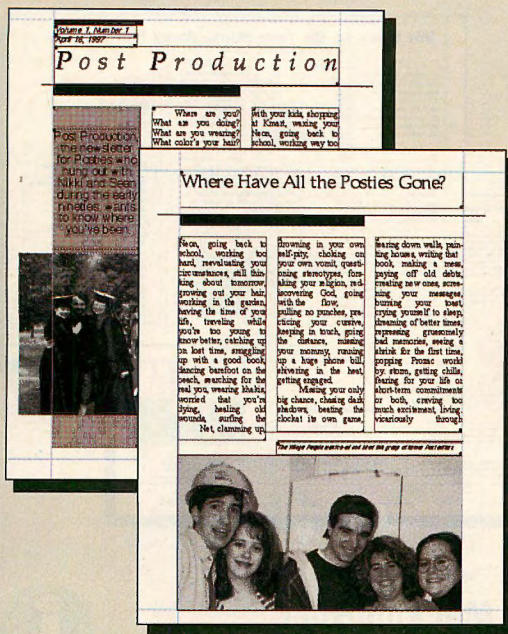 Volume 1, Number 1
April 16, 1997
Post Production
Post Production,
the newsletter
for Posties who
hung out with
Nikki and Sean
during the early
nineties, wants
to know where
you've been.
Where are you?
What are you doing?
What are you wearing?
What color's your hair?
with your kids, shopping
at Kmart, waxing your
Neon, going back to
school, working way too
Where Have All the Posties Gone?
Neon, going back to
school, working too
hard, reevaluating your
circumstances, still thin-
king about tomorrow,
growing out your hair,
working in the garden,
having the time of your
life, traveling while
you're too young to
know better, catching up
on lost time, snuggling
up with a good book,
dancing barefoot on the
beach, searching for the
real you, wearing khakis,
worried that you're
dying, healing old
wounds, surfing the
Net, clamming up,
drowning in your own
self-pity, choking on
your own vomit, questi-
oning stereotypes, fors-
aking your religion, red-
iscovering God, going
with the flow,
pulling no punches, pra-
cticing your cursive,
keeping in touch, going
the distance, missing
your mommy, running
up a huge phone bill,
shivering in the heat,
getting engaged.
Missing your only
big chance, chasing dark
shadows, beating the
clock at its own game,
tearing down walls, pain-
ting houses, writing that
book, making a mess,
paying off old debts,
creating new ones, scree-
ning your messages,
burning your toast,
crying yourself to sleep,
dreaming of better times,
repressing gruesomely
bad memories, seeing a
shrink for the first time,
popping Prozac, world
by storm, getting chills,
fearing for your life or
short-term commitments
or both, craving too
much excitement, living
vicariously through
The Village People
this group of former Post